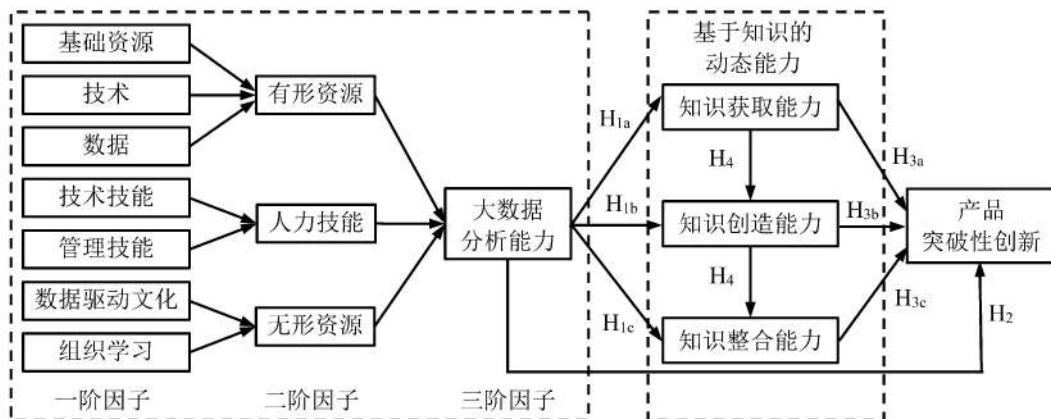 基础资源
技术
数据
技术技能
管理技能
数据驱动文化
组织学习
一阶因子
有形资源
人力技能
无形资源
二阶因子
大数据
分析能力
三阶因子
H1a
H1b
H1c
基于知识的
动态能力
知识获取能力
H4
知识创造能力
H4
知识整合能力
H3a
H3b
H3c
产品
突破性创新
H2